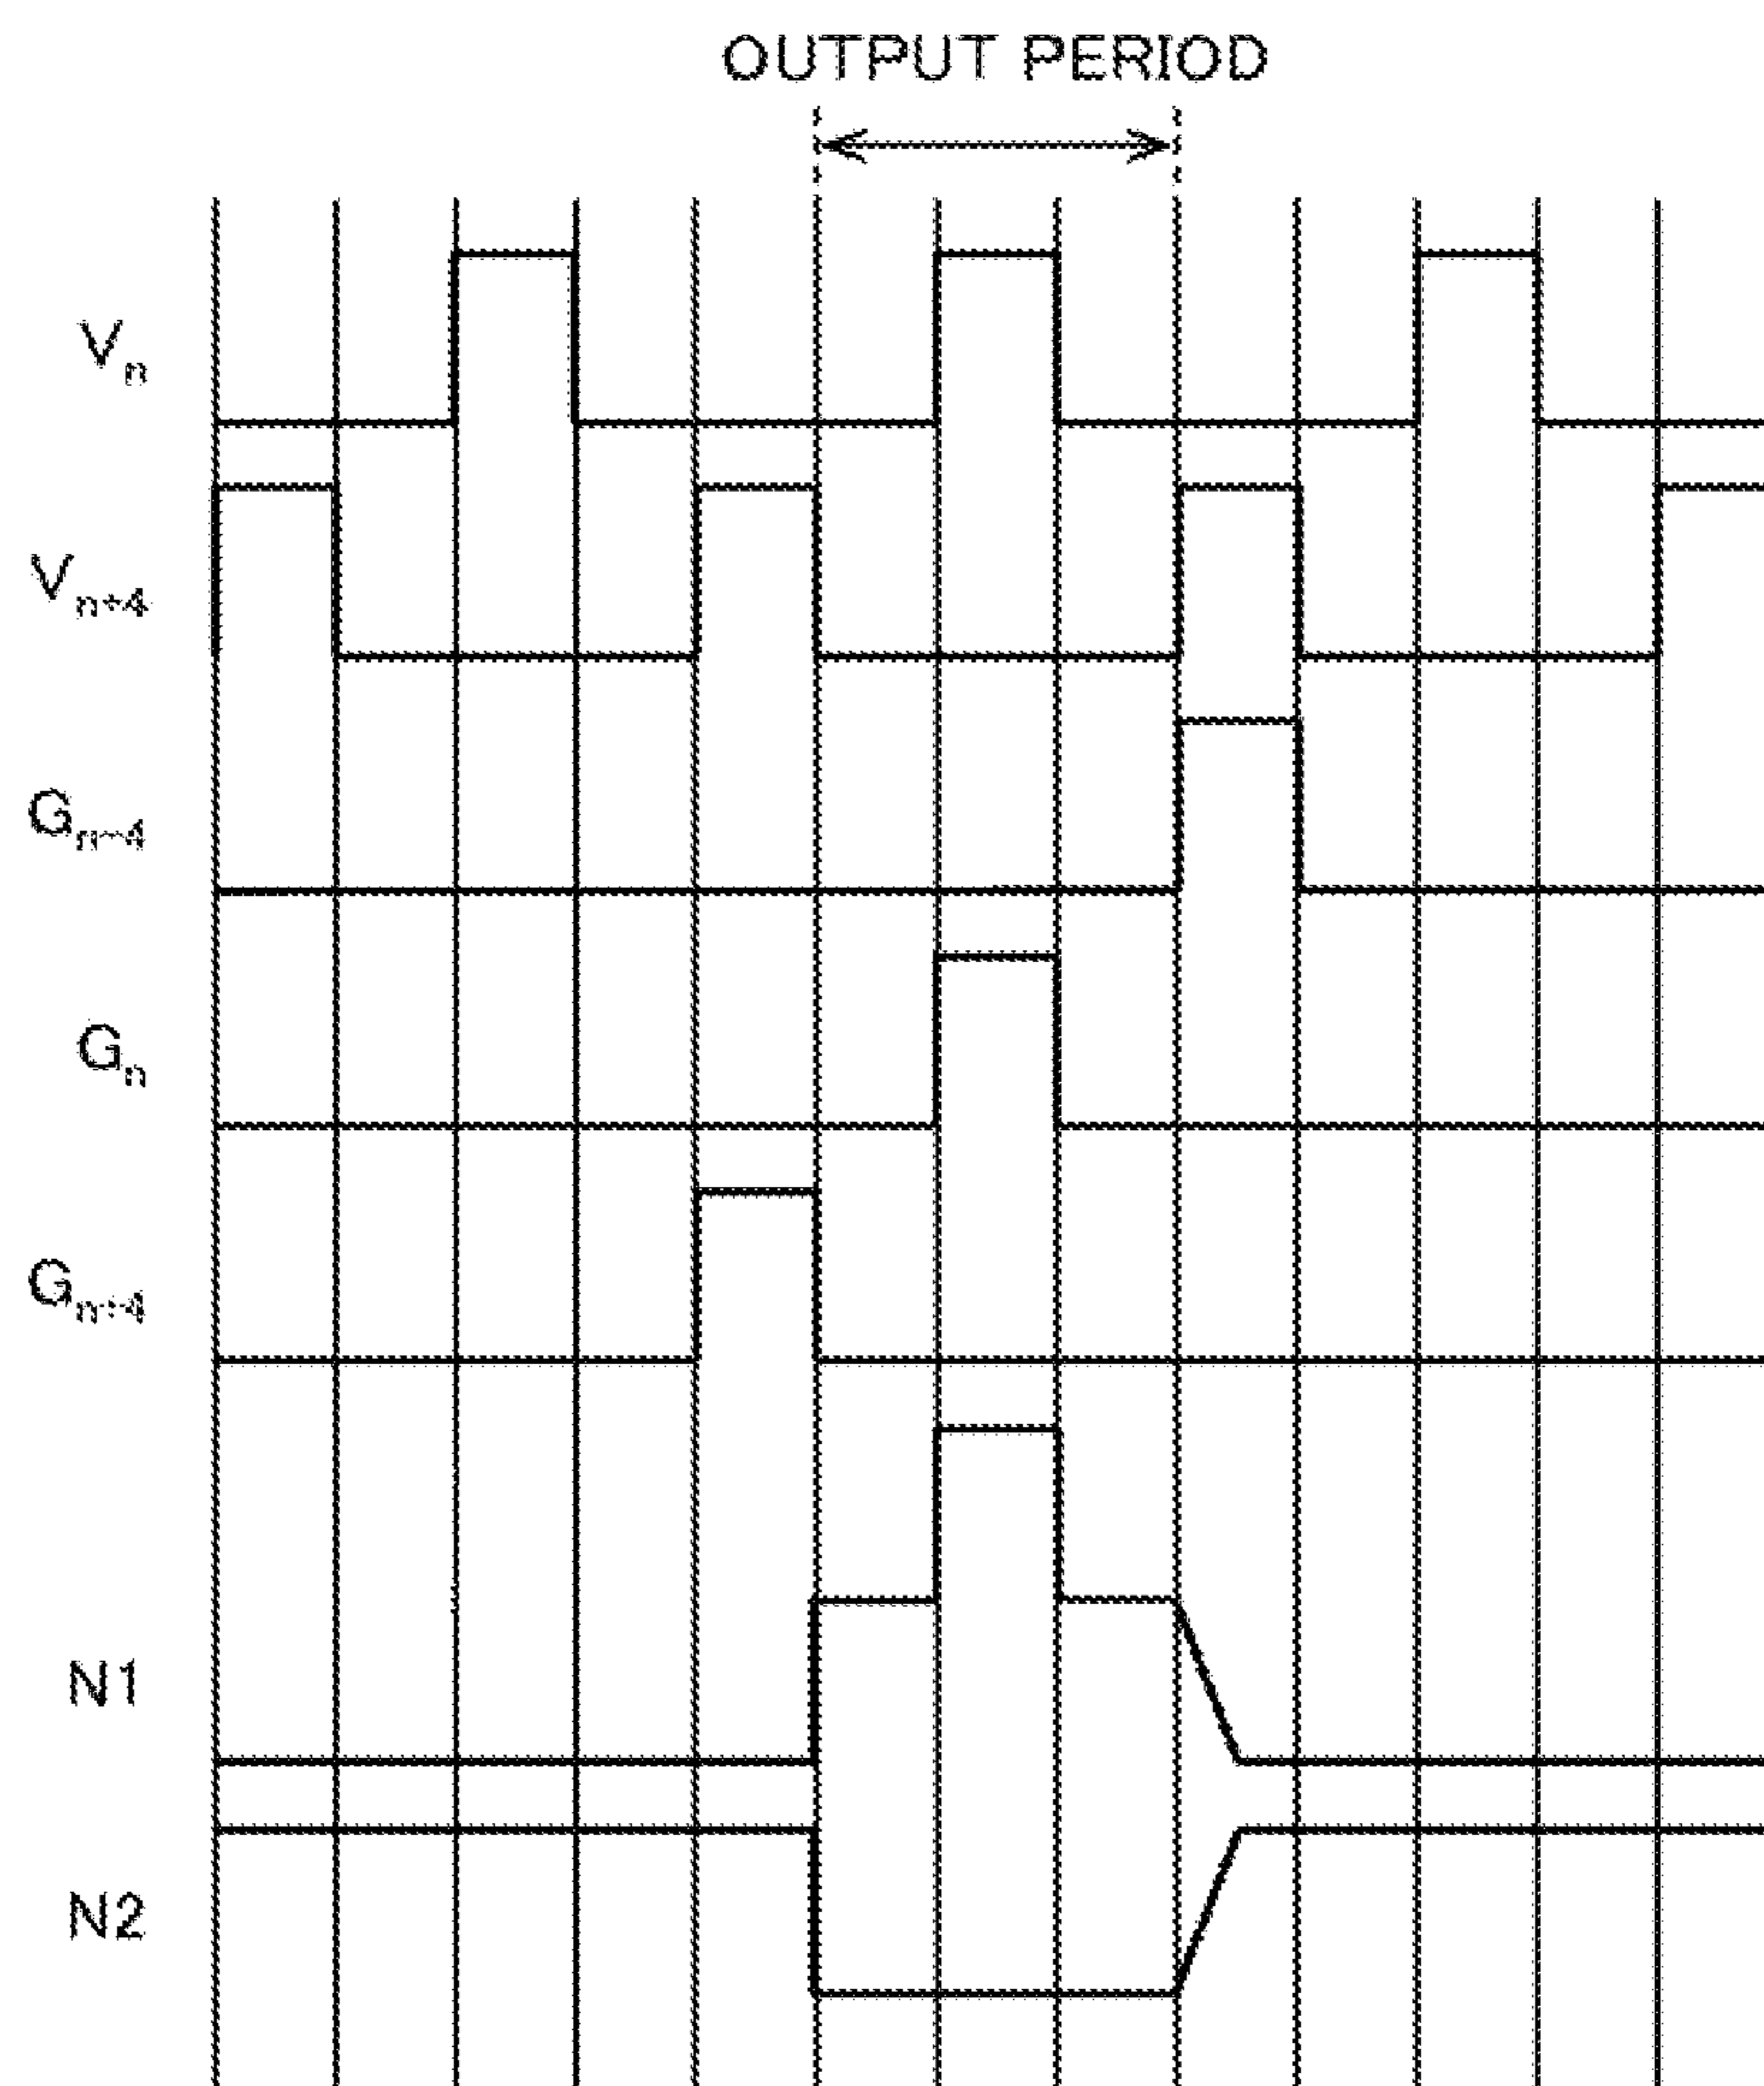 OUTPUT PERIOD
Vn
Vn+4
Gn-4
Gn
Gn+4
N1
N2